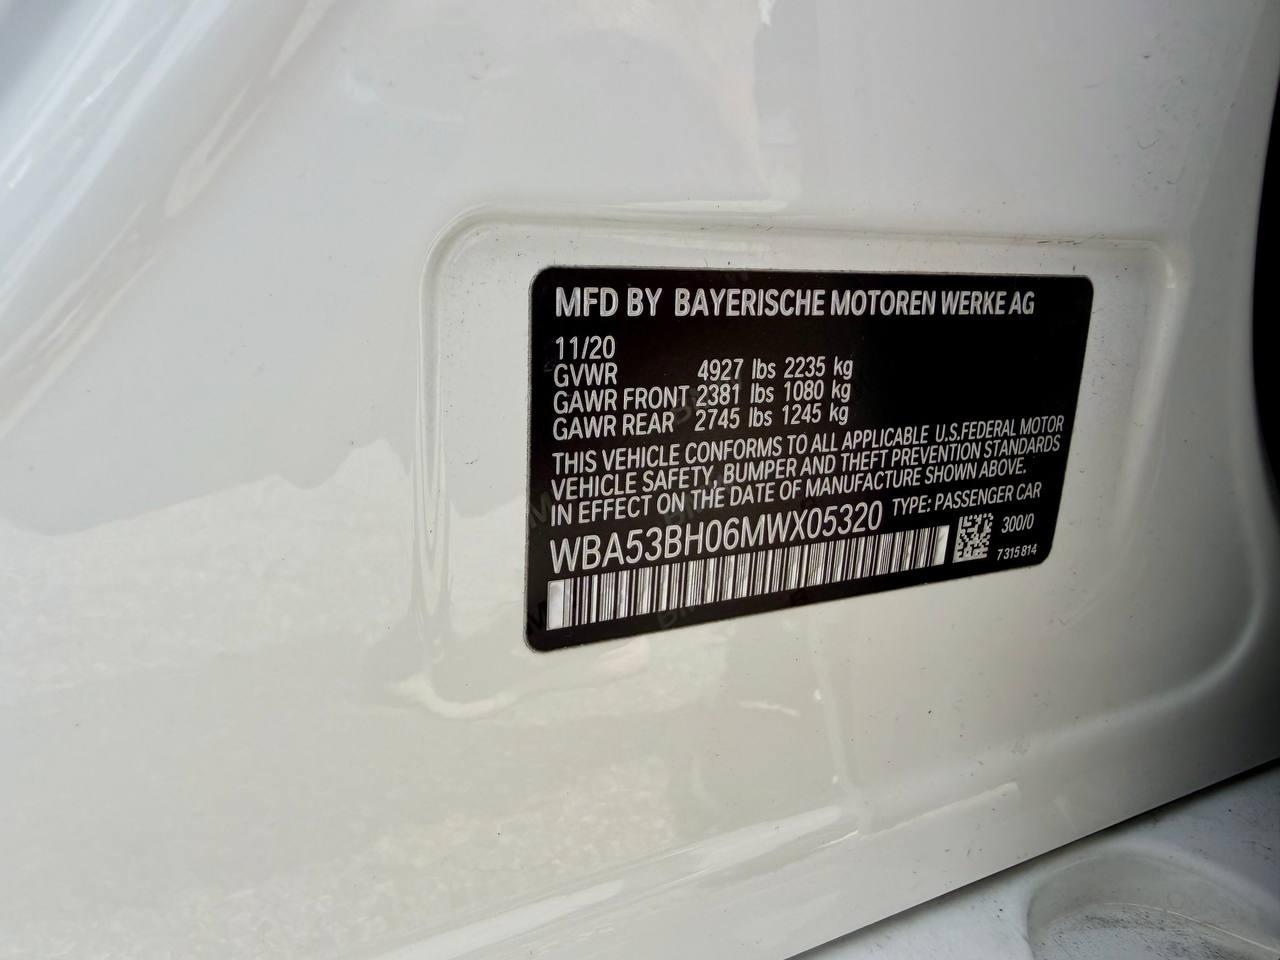 MFD BY BAYERISCHE MOTOREN WERKE AG
11/20
GVWR 4927 lbs 2235 kg
GAWR FRONT 2381 lbs 1080 kg
GAWR REAR 2745 lbs 1245 kg
THIS VEHICLE CONFORMS TO ALL APPLICABLE U.S.FEDERAL MOTOR
VEHICLE SAFETY, BUMPER AND THEFT PREVENTION STANDARDS
IN EFFECT ON THE DATE OF MANUFACTURE SHOWN ABOVE.
WBA53BH06MWX05320 TYPE: PASSENGER CAR
300/0
7 315 814